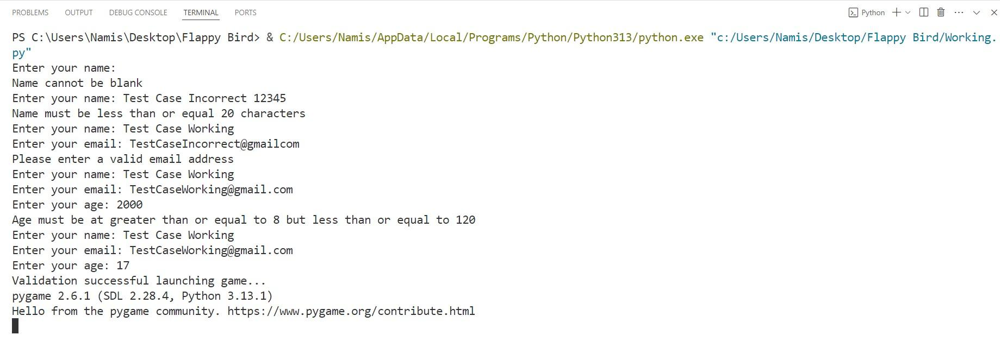 PROBLEMS OUTPUT DEBUG CONSOLE TERMINAL PORTS Python
PS C:\Users\Namis\Desktop\Flappy Bird> & C:/Users/Namis/AppData/Local/Programs/Python/Python313/python.exe "c:/Users/Namis/Desktop/Flappy Bird/Working.
py"
Enter your name:
Name cannot be blank
Enter your name: Test Case Incorrect 12345
Name must be less than or equal 20 characters
Enter your name: Test Case Working
Enter your email: TestCaseIncorrect@gmailcom
Please enter a valid email address
Enter your name: Test Case Working
Enter your email: TestCaseWorking@gmail.com
Enter your age: 2000
Age must be at greater than or equal to 8 but less than or equal to 120
Enter your name: Test Case Working
Enter your email: TestCaseWorking@gmail.com
Enter your age: 17
Validation successful launching game...
pygame 2.6.1 (SDL 2.28.4, Python 3.13.1)
Hello from the pygame community. https://www.pygame.org/contribute.html